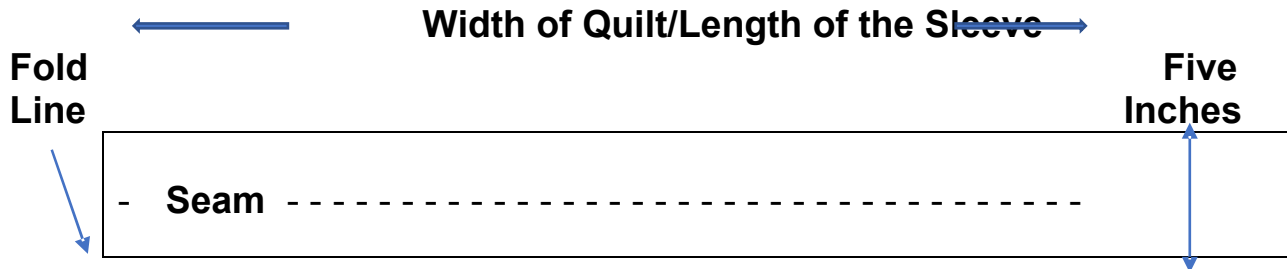 Width of Quilt/Length of the Sleeve
Fold
Line
Five
Inches
- Seam - - - - - - - - - - - - - - - - - - - - - - - - - - - - - - - - - - -